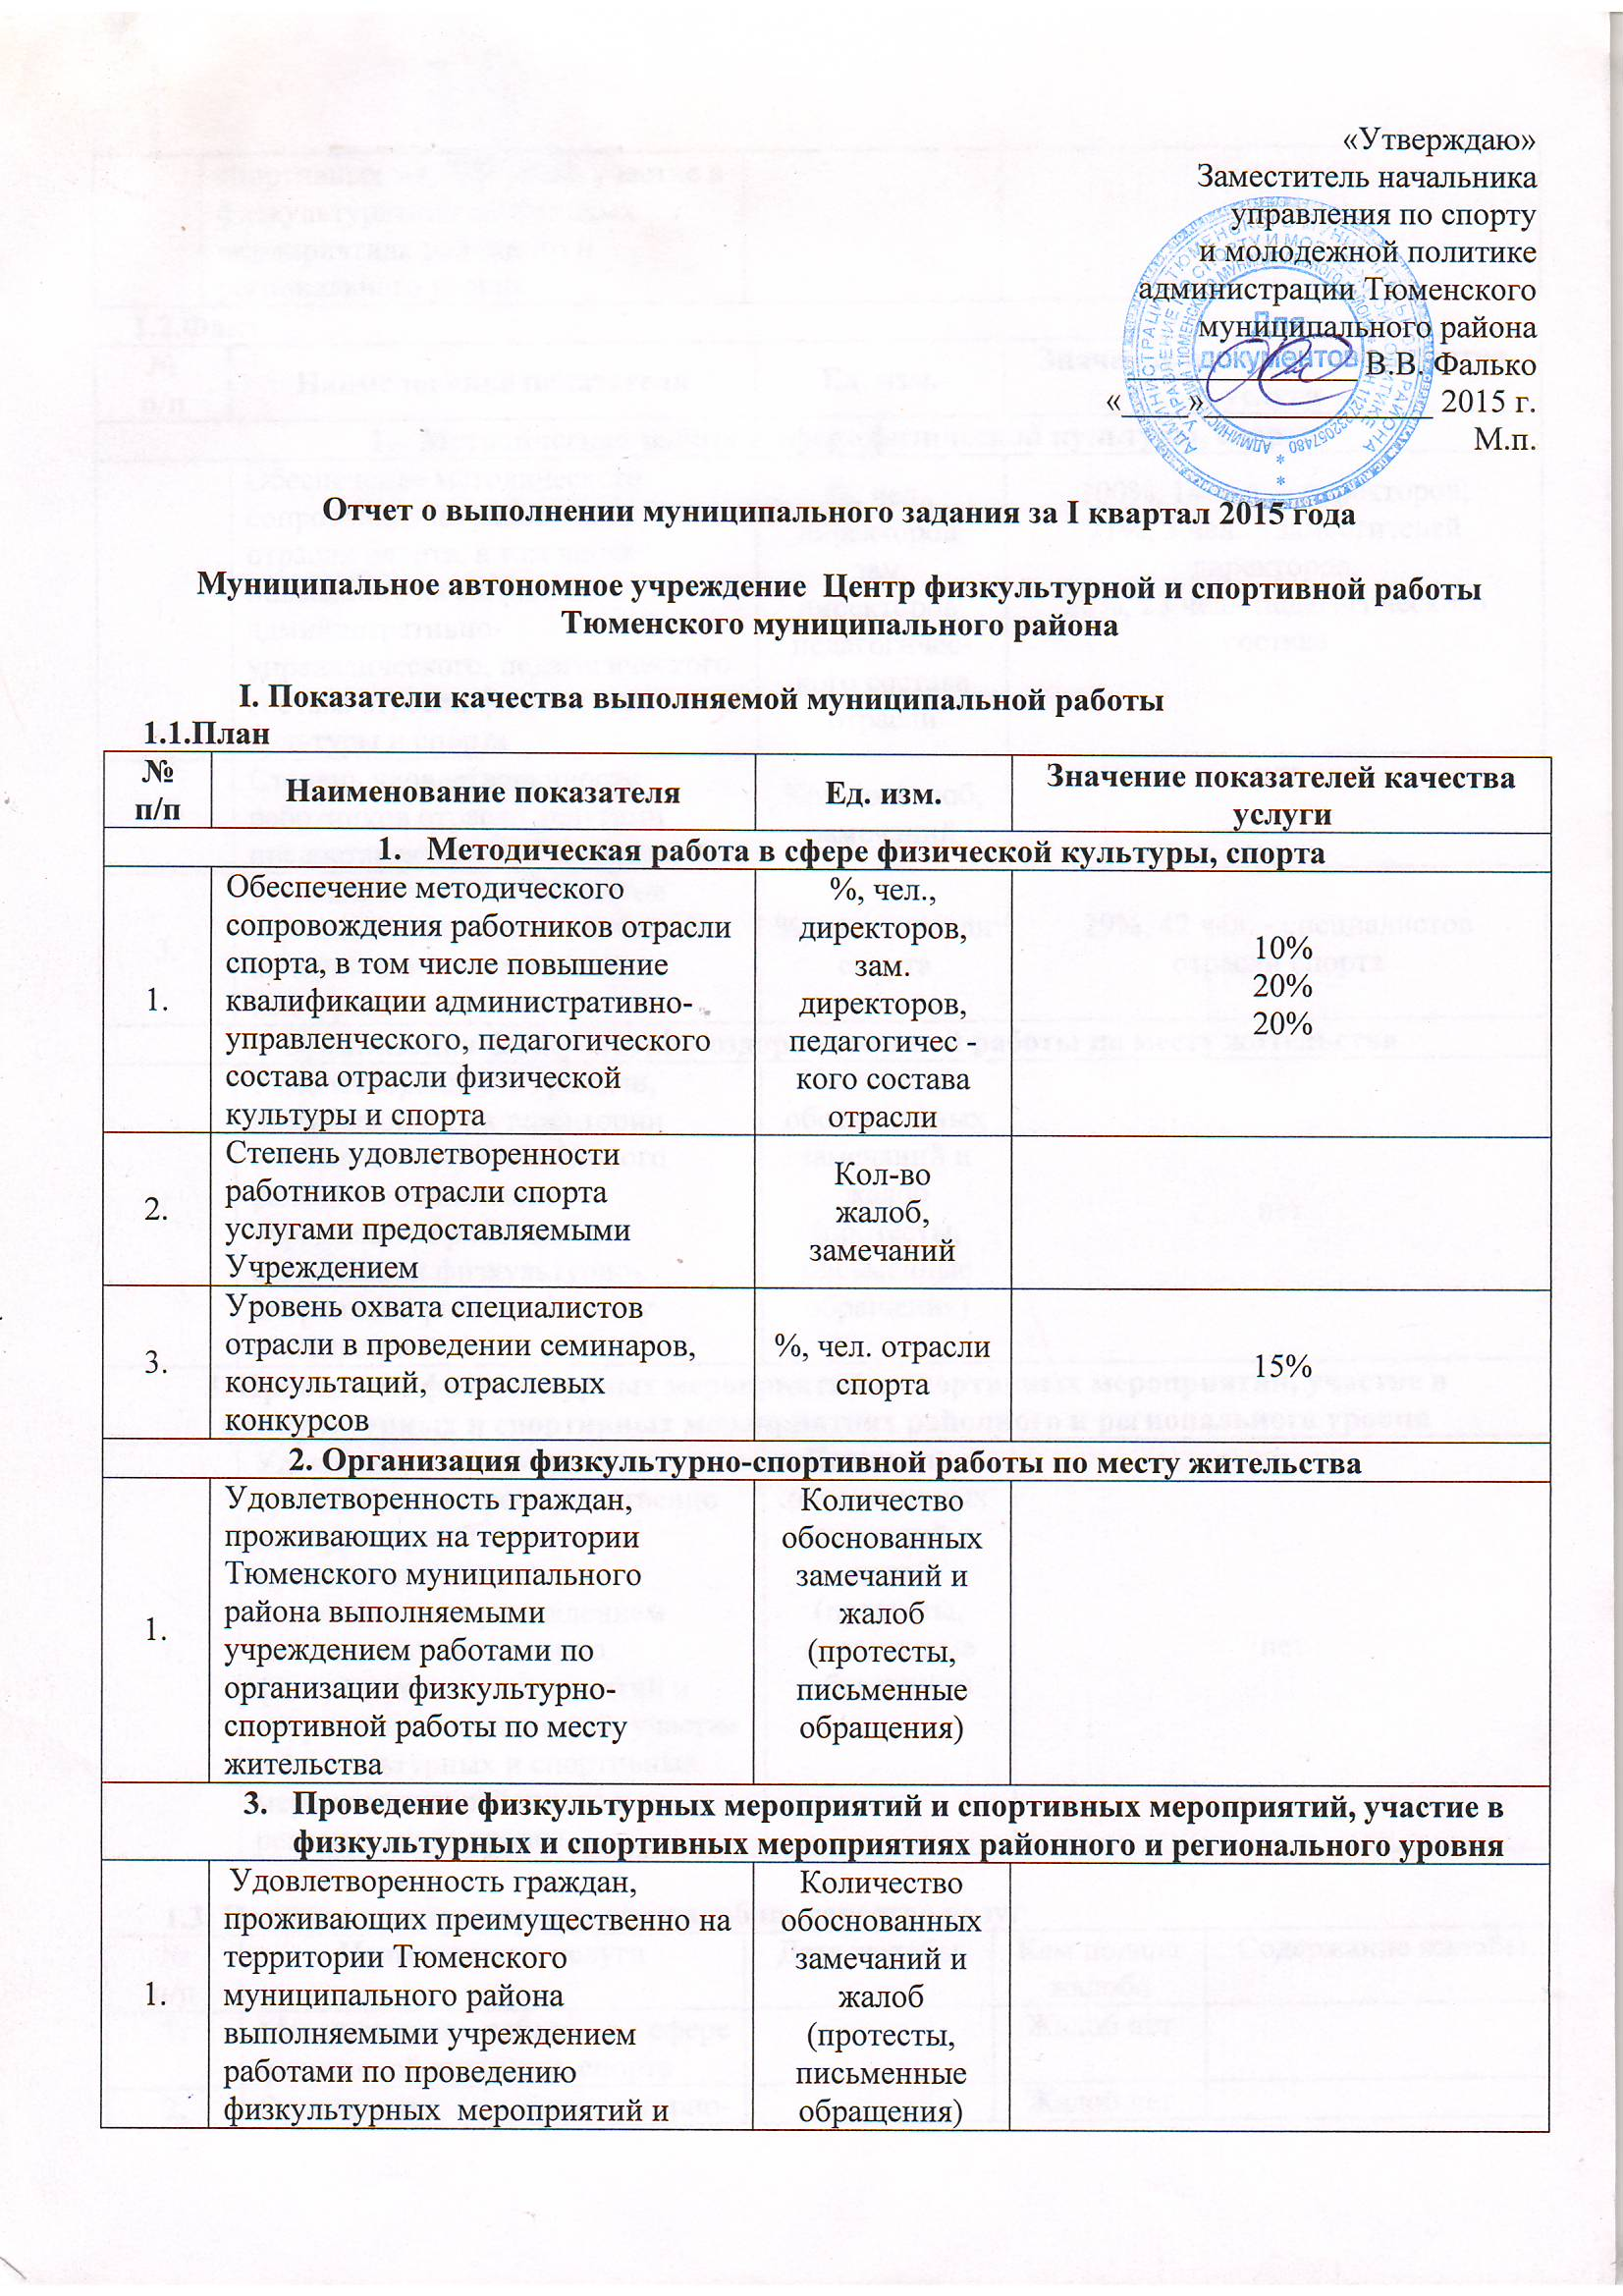 «Утверждаю»
Заместитель начальника
управления по спорту
и молодежной политике
администрации Тюменского
муниципального района
В.В. Фалько
«____»______________ 2015 г.
М.п.
Для
документов
Отчет о выполнении муниципального задания за I квартал 2015 года
Муниципальное автономное учреждение Центр физкультурной и спортивной работы
Тюменского муниципального района
I. Показатели качества выполняемой муниципальной работы
1.1.План
№
п/п
Наименование показателя
Ед. изм.
Значение показателей качества
услуги
1. Методическая работа в сфере физической культуры, спорта
1.
Обеспечение методического
сопровождения работников отрасли
спорта, в том числе повышение
квалификации административно-
управленческого, педагогического
состава отрасли физической
культуры и спорта
%, чел.,
директоров,
зам.
директоров,
педагогичес -
кого состава
отрасли
10%
20%
20%
2.
Степень удовлетворенности
работников отрасли спорта
услугами предоставляемыми
Учреждением
Кол-во
жалоб,
замечаний
3.
Уровень охвата специалистов
отрасли в проведении семинаров,
консультаций, отраслевых
конкурсов
%, чел. отрасли
спорта
15%
2. Организация физкультурно-спортивной работы по месту жительства
1.
Удовлетворенность граждан,
проживающих на территории
Тюменского муниципального
района выполняемыми
учреждением работами по
организации физкультурно-
спортивной работы по месту
жительства
Количество
обоснованных
замечаний и
жалоб
(протесты,
письменные
обращения)
3. Проведение физкультурных мероприятий и спортивных мероприятий, участие в
физкультурных и спортивных мероприятиях районного и регионального уровня
1.
Удовлетворенность граждан,
проживающих преимущественно на
территории Тюменского
муниципального района
выполняемыми учреждением
работами по проведению
физкультурных мероприятий и
Количество
обоснованных
замечаний и
жалоб
(протесты,
письменные
обращения)